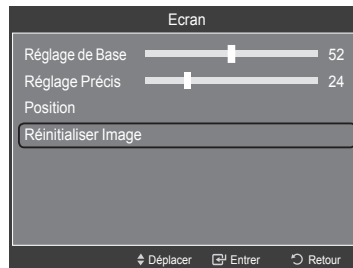 Ecran
Réglage de Base 52
Réglage Précis 24
Position
Réinitialiser Image
Déplacer Entrer Retour